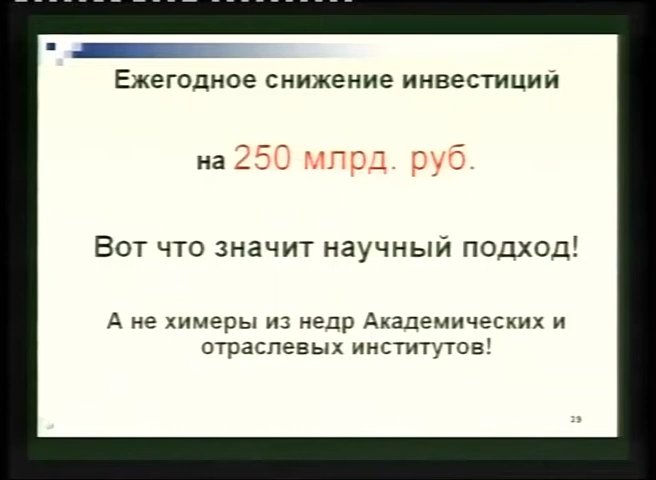 Ежегодное снижение инвестиций
на 250 млрд. руб.
Вот что значит научный подход!
А не химеры из недр Академических и
отраслевых институтов!